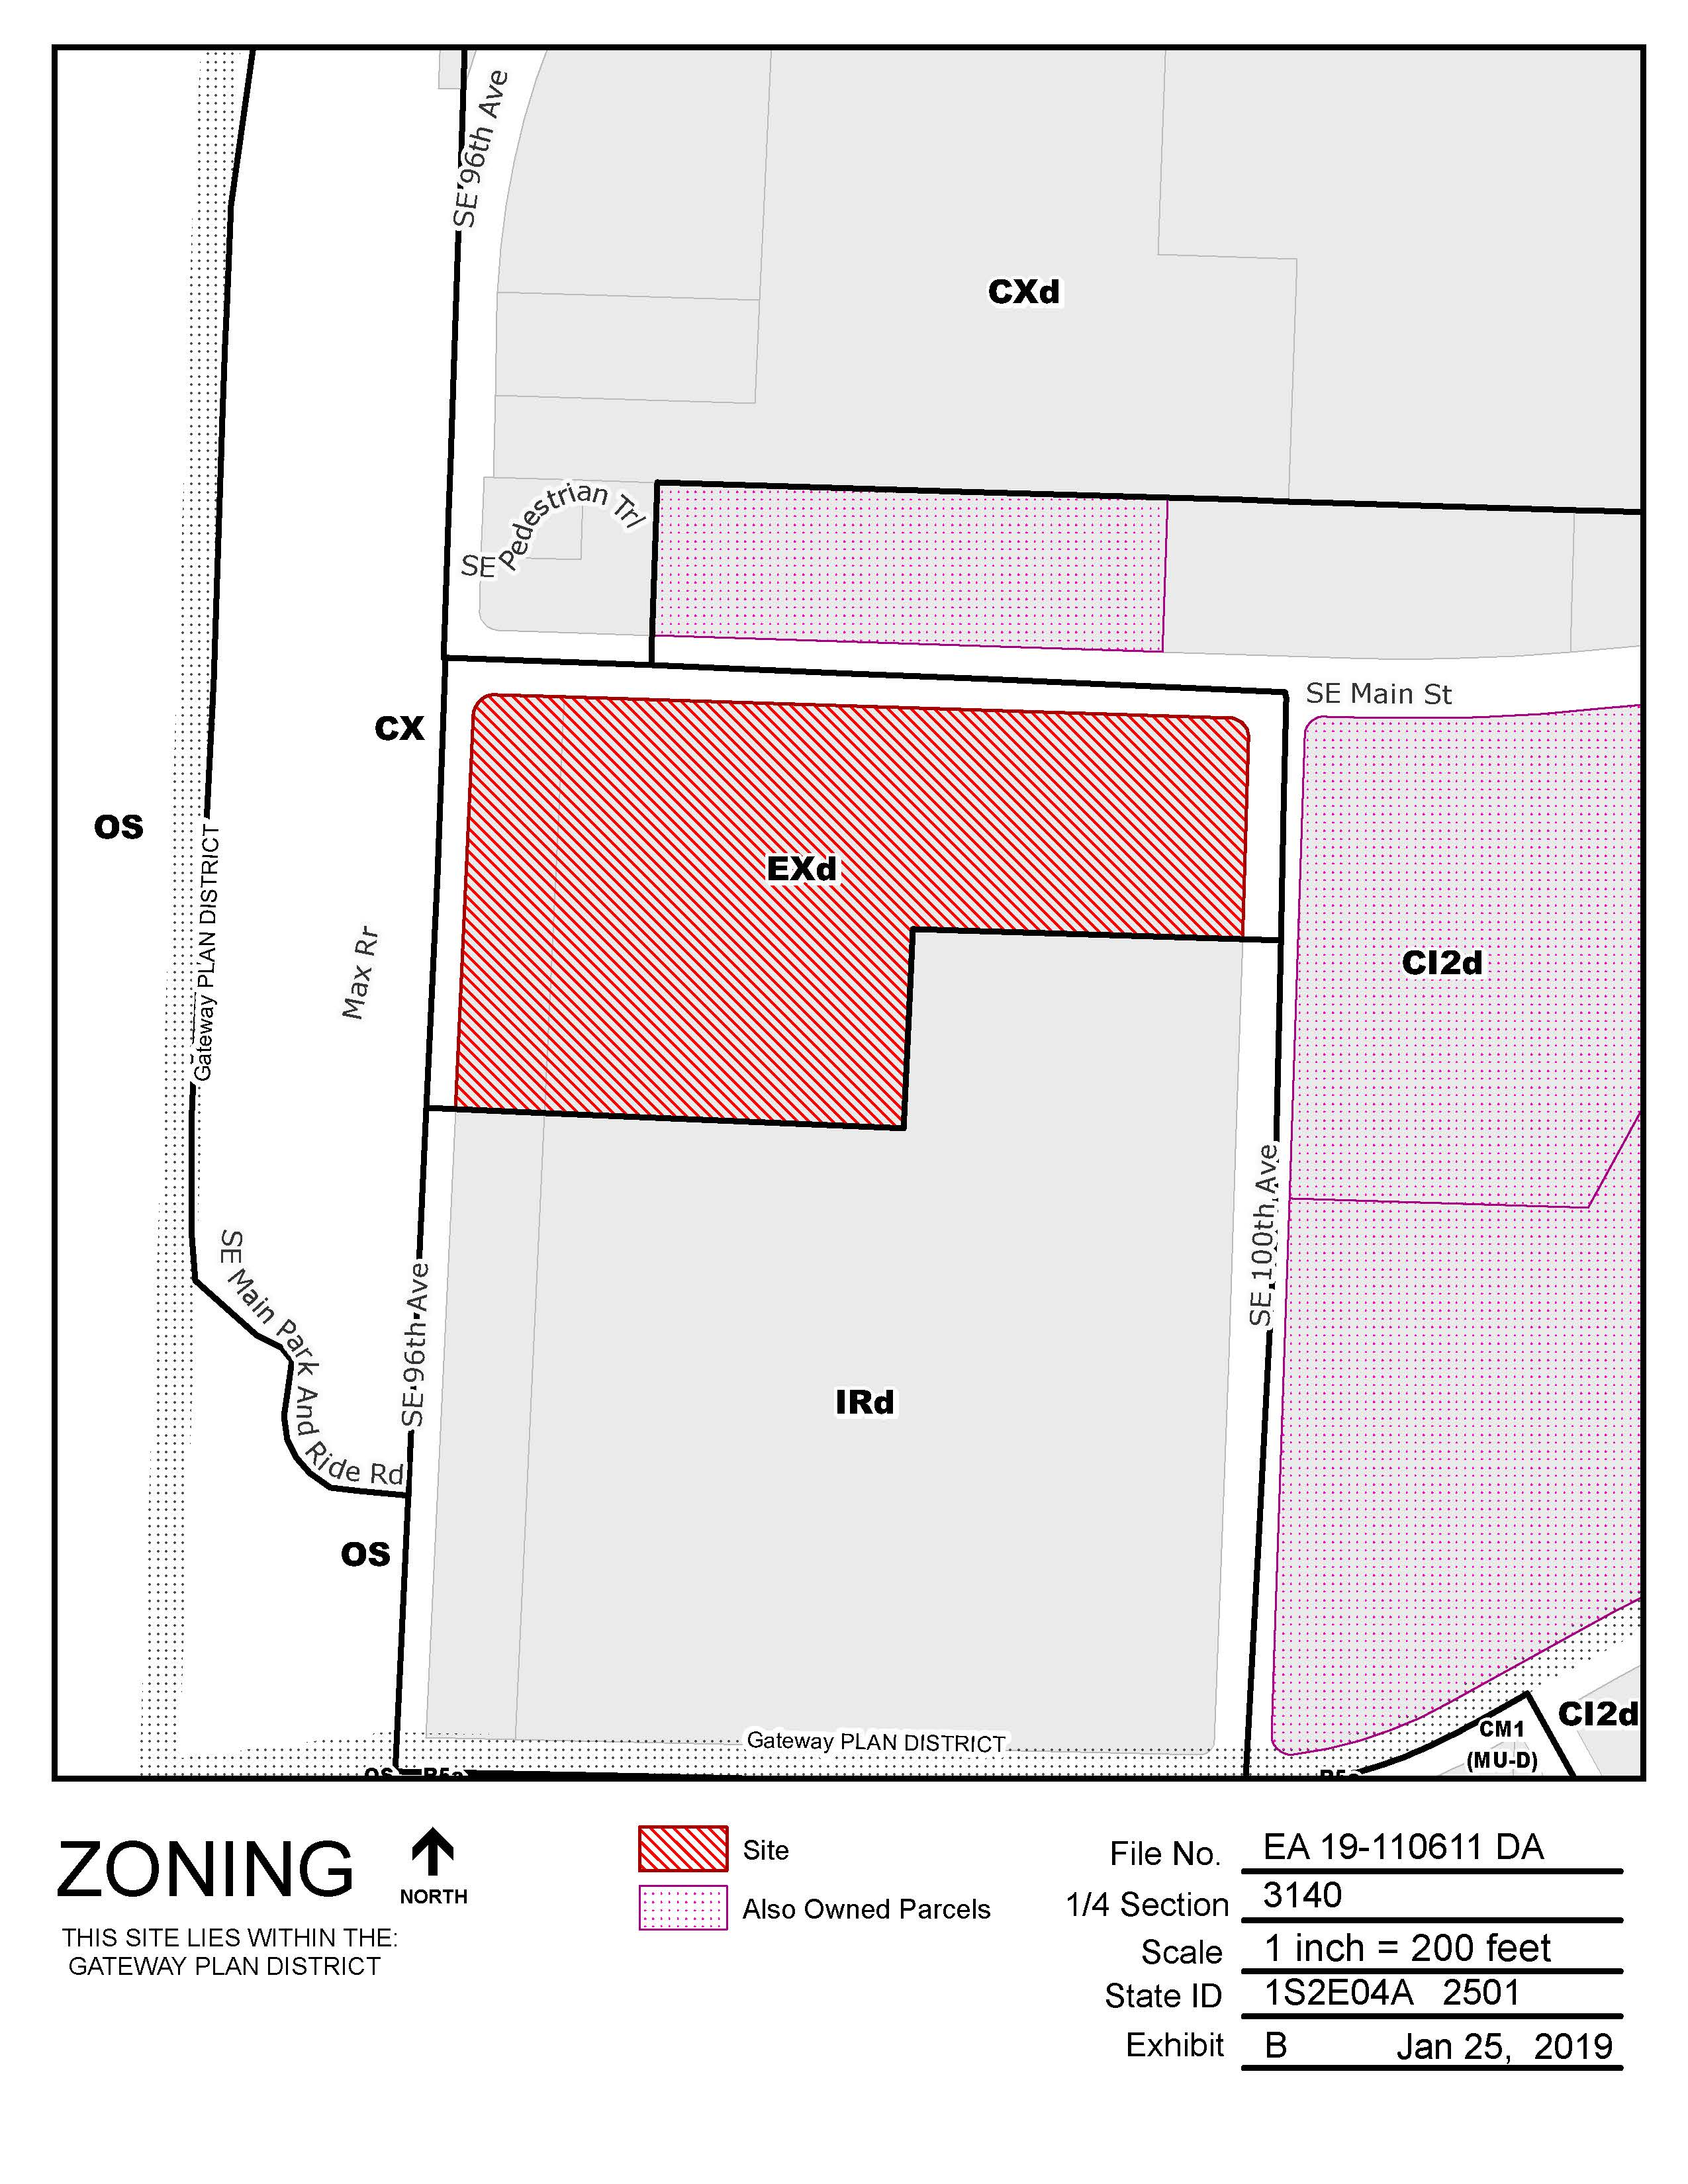 SE 96th Ave
CXd
SE Pedestrian Trl
SE Main St
CX
OS
EXd
Gateway PLAN DISTRICT
Max Rr
CI2d
SE Main Park And Ride Rd
SE 96th Ave
SE 100th Ave
IRd
OS
CI2d
CM1
(MU-D)
Gateway PLAN DISTRICT
OS R5a
ZONING
NORTH
THIS SITE LIES WITHIN THE:
GATEWAY PLAN DISTRICT
Site
Also Owned Parcels
File No. EA 19-110611 DA
1/4 Section 3140
Scale 1 inch = 200 feet
State ID 1S2E04A 2501
Exhibit B Jan 25, 2019